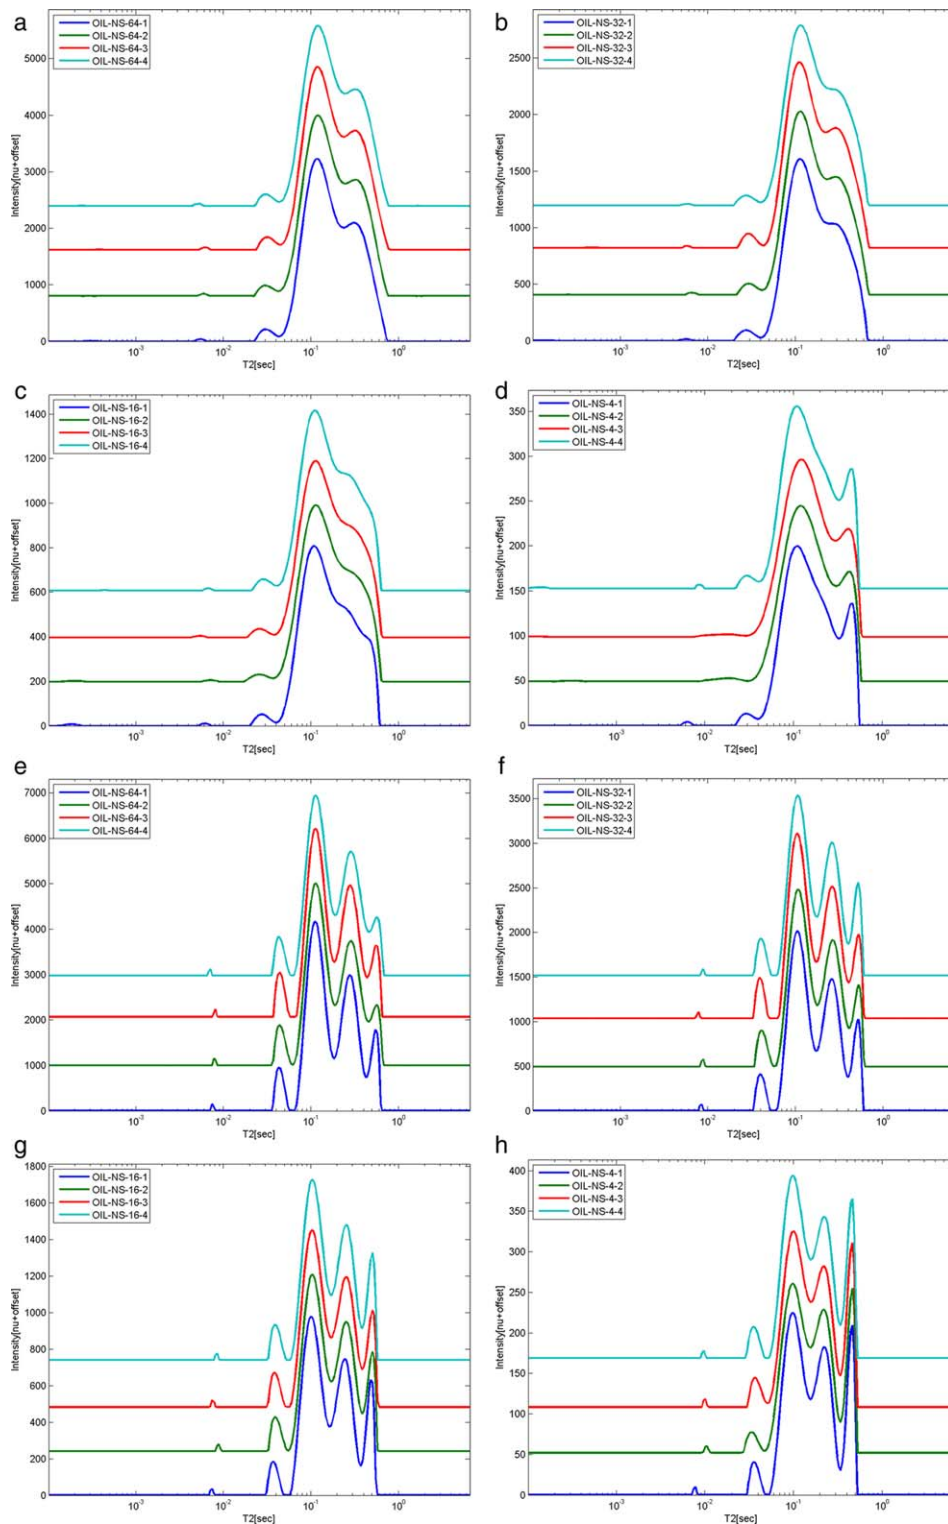 a
OIL-NS-64-1
OIL-NS-64-2
OIL-NS-64-3
OIL-NS-64-4
5000
4000
3000
2000
1000
0
Intensity[nu+offset]
10-3
10-2
10-1
100
T2[sec]
b
OIL-NS-32-1
OIL-NS-32-2
OIL-NS-32-3
OIL-NS-32-4
2500
2000
1500
1000
500
0
Intensity[nu+offset]
10-3
10-2
10-1
100
T2[sec]
c
OIL-NS-16-1
OIL-NS-16-2
OIL-NS-16-3
OIL-NS-16-4
1400
1200
1000
800
600
400
200
0
Intensity[nu+offset]
10-3
10-2
10-1
100
T2[sec]
d
OIL-NS-4-1
OIL-NS-4-2
OIL-NS-4-3
OIL-NS-4-4
350
300
250
200
150
100
50
0
Intensity[nu+offset]
10-3
10-2
10-1
100
T2[sec]
e
OIL-NS-64-1
OIL-NS-64-2
OIL-NS-64-3
OIL-NS-64-4
7000
6000
5000
4000
3000
2000
1000
0
Intensity[nu+offset]
10-3
10-2
10-1
100
T2[sec]
f
OIL-NS-32-1
OIL-NS-32-2
OIL-NS-32-3
OIL-NS-32-4
3500
3000
2500
2000
1500
1000
500
0
Intensity[nu+offset]
10-3
10-2
10-1
100
T2[sec]
g
OIL-NS-16-1
OIL-NS-16-2
OIL-NS-16-3
OIL-NS-16-4
1800
1600
1400
1200
1000
800
600
400
200
0
Intensity[nu+offset]
10-3
10-2
10-1
100
T2[sec]
h
OIL-NS-4-1
OIL-NS-4-2
OIL-NS-4-3
OIL-NS-4-4
400
350
300
250
200
150
100
50
0
Intensity[nu+offset]
10-3
10-2
10-1
100
T2[sec]